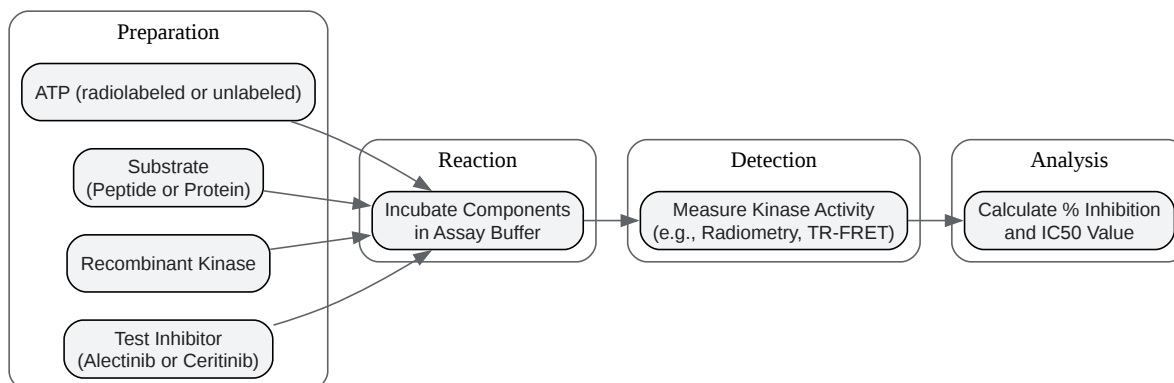 Preparation
ATP (radiolabeled or unlabeled)
Substrate
(Peptide or Protein)
Recombinant Kinase
Test Inhibitor
(Alectinib or Ceritinib)
Reaction
Incubate Components
in Assay Buffer
Detection
Measure Kinase Activity
(e.g., Radiometry, TR-FRET)
Analysis
Calculate % Inhibition
and IC50 Value